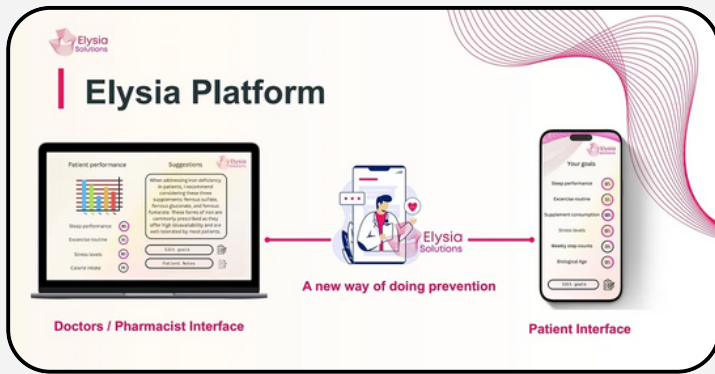 Elysia
Solutions
Elysia Platform
Patient performance
Suggestions
Elysia
Solutions
When addressing iron deficiency
in patients, I recommend
considering these three
supplements: ferrous sulfate,
ferrous gluconate, and ferrous
fumarate. These forms of iron are
commonly prescribed as they
offer high bioavailability and are
well-tolerated by most patients.
Sleep performance
Excercise routine
Stress levels
Calorie intake
Edit goals
Patient Notes
Doctors / Pharmacist Interface
Elysia
Solutions
A new way of doing prevention
Elysia
Solutions
Your goals
Sleep performance
Excercise routine
Supplement consumption
Stress levels
Weekly step counts
Biological Age
Edit goals
Patient Interface